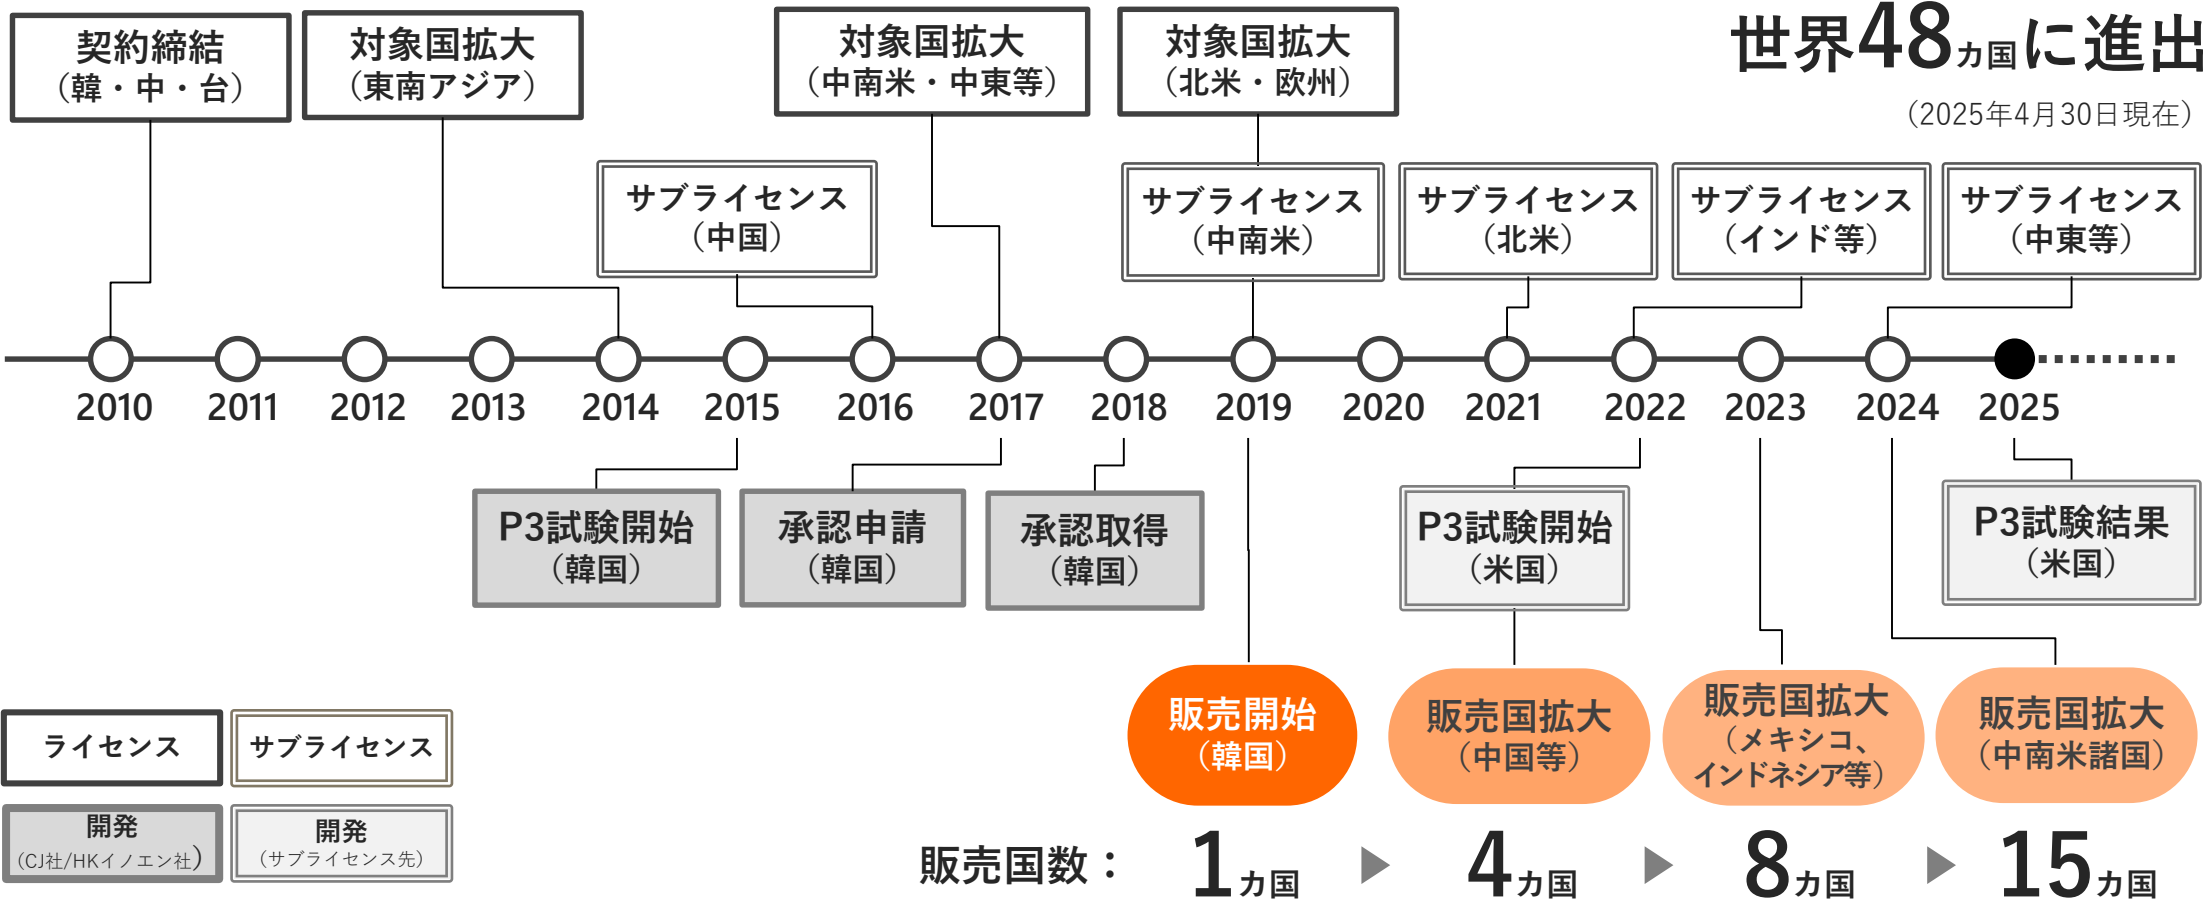 世界48カ国に進出
（2025年4月30日現在）
契約締結
（韓・中・台）
対象国拡大
（東南アジア）
対象国拡大
（中南米・中東等）
対象国拡大
（北米・欧州）
サブライセンス
（中国）
サブライセンス
（中南米）
サブライセンス
（北米）
サブライセンス
（インド等）
サブライセンス
（中東等）
2010 2011 2012 2013 2014 2015 2016 2017 2018 2019 2020 2021 2022 2023 2024 2025
P3試験開始
（韓国）
承認申請
（韓国）
承認取得
（韓国）
P3試験開始
（米国）
P3試験結果
（米国）
販売開始
（韓国）
販売国拡大
（中国等）
販売国拡大
（メキシコ、
インドネシア等）
販売国拡大
（中南米諸国）
ライセンス
サブライセンス
開発
（CJ社/HKイノエン社）
開発
（サブライセンス先）
販売国数： 1カ国 ▶ 4カ国 ▶ 8カ国 ▶ 15カ国